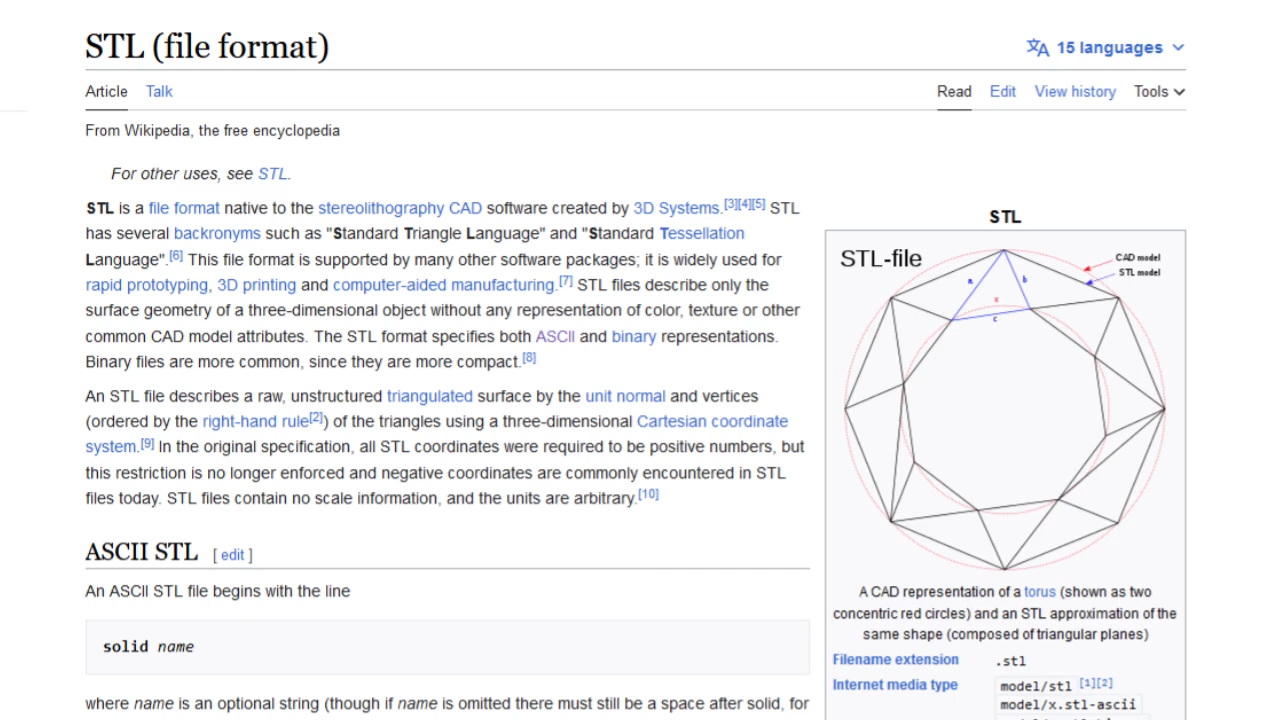 STL (file format)
15 languages
Article Talk
Read Edit View history Tools
From Wikipedia, the free encyclopedia
For other uses, see STL.
STL is a file format native to the stereolithography CAD software created by 3D Systems.[3][4][5] STL
has several backronyms such as "Standard Triangle Language" and "Standard Tessellation
Language".[6] This file format is supported by many other software packages; it is widely used for
rapid prototyping, 3D printing and computer-aided manufacturing.[7] STL files describe only the
surface geometry of a three-dimensional object without any representation of color, texture or other
common CAD model attributes. The STL format specifies both ASCII and binary representations.
Binary files are more common, since they are more compact.[8]
An STL file describes a raw, unstructured triangulated surface by the unit normal and vertices
(ordered by the right-hand rule[2]) of the triangles using a three-dimensional Cartesian coordinate
system.[9] In the original specification, all STL coordinates were required to be positive numbers, but
this restriction is no longer enforced and negative coordinates are commonly encountered in STL
files today. STL files contain no scale information, and the units are arbitrary.[10]
ASCII STL [ edit ]
An ASCII STL file begins with the line
solid name
where name is an optional string (though if name is omitted there must still be a space after solid, for
STL
STL-file
CAD model
STL model
a
b
x
c
A CAD representation of a torus (shown as two
concentric red circles) and an STL approximation of the
same shape (composed of triangular planes)
Filename extension .stl
Internet media type model/stl [1][2]
model/x.stl-ascii